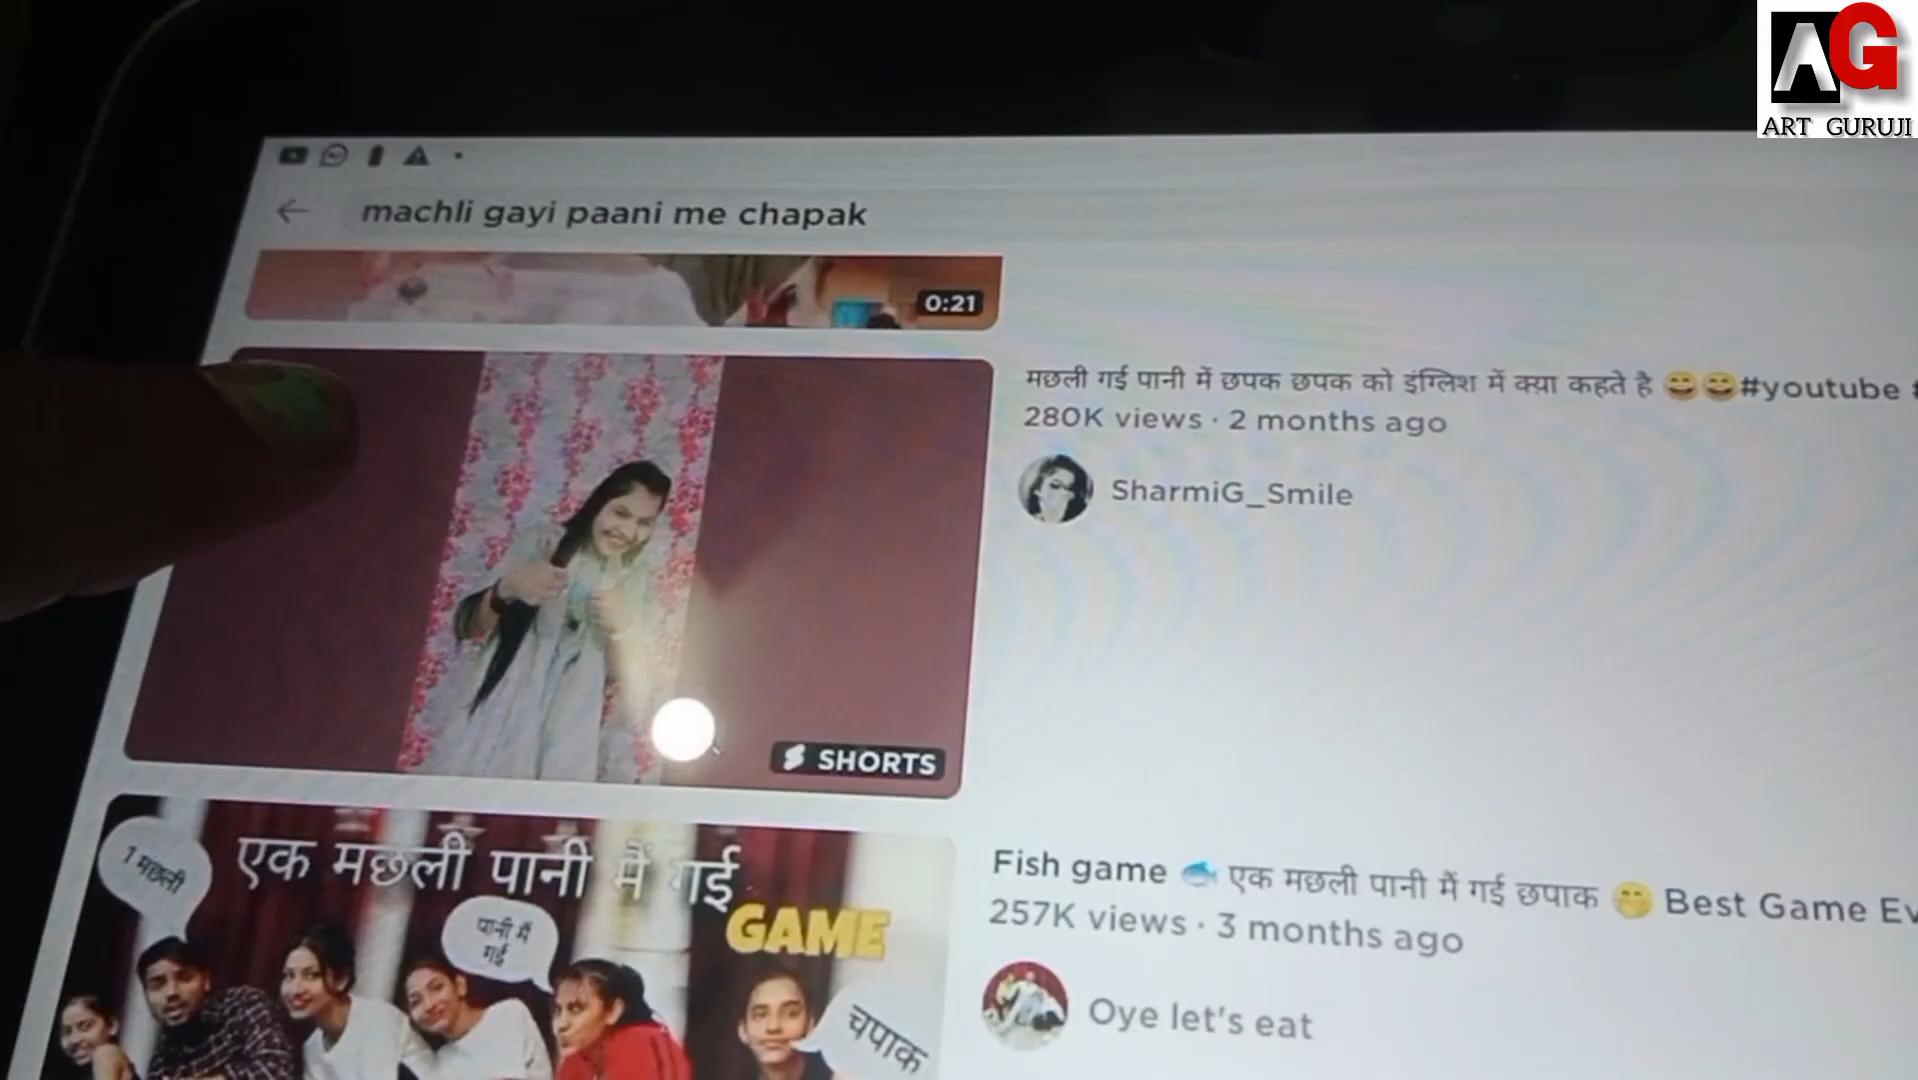 AG
ART GURUJI
machli gayi paani me chapak
0:21
मछली गई पानी में छपक छपक को इंग्लिश में क्या कहते है 😄😄#youtube
280K views · 2 months ago
SharmiG_Smile
SHORTS
1 मछली
एक मछली पानी में गई
पानी मैं
गई
GAME
चपाक
Fish game 🐟 एक मछली पानी मैं गई छपाक 🤭 Best Game Ev
257K views · 3 months ago
Oye let's eat